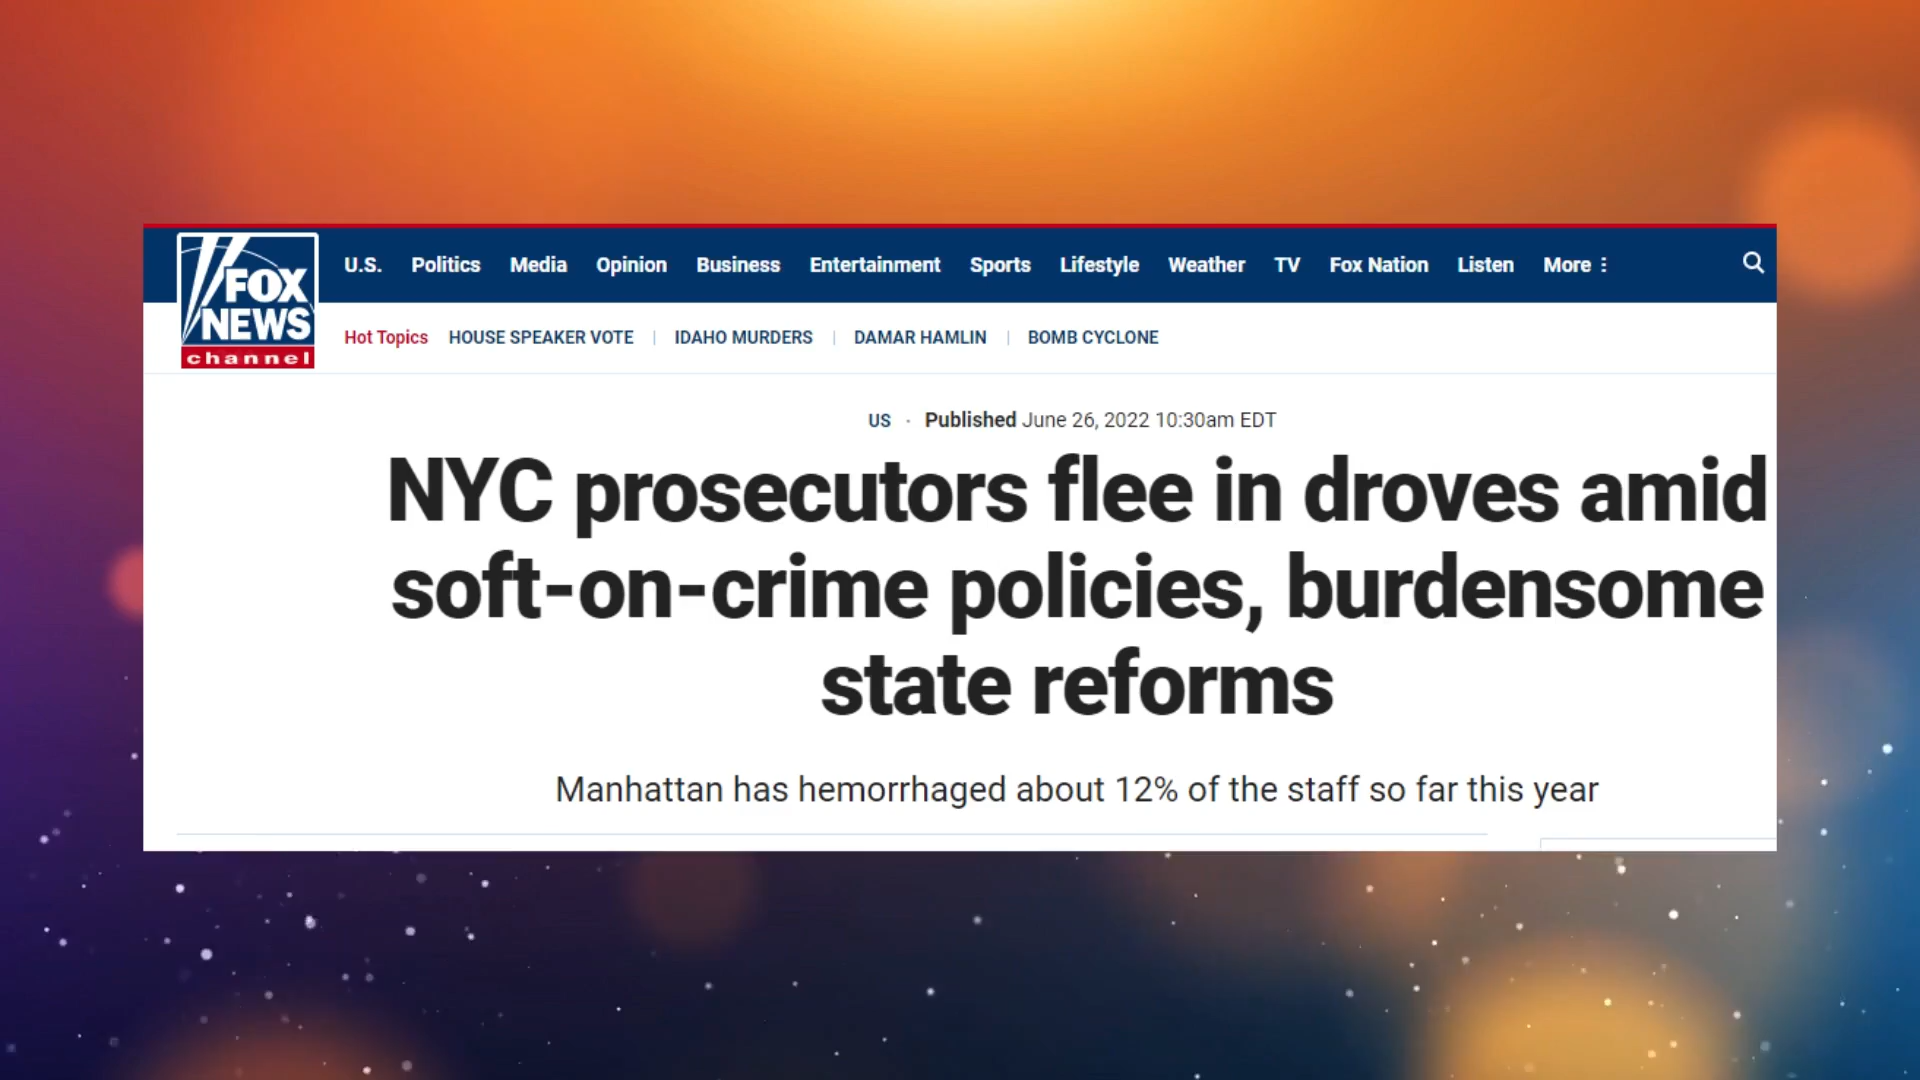 FOX
NEWS
channel
U.S. Politics Media Opinion Business Entertainment Sports Lifestyle Weather TV Fox Nation Listen More
Hot Topics HOUSE SPEAKER VOTE | IDAHO MURDERS | DAMAR HAMLIN | BOMB CYCLONE
US · Published June 26, 2022 10:30am EDT
NYC prosecutors flee in droves amid
soft-on-crime policies, burdensome
state reforms
Manhattan has hemorrhaged about 12% of the staff so far this year